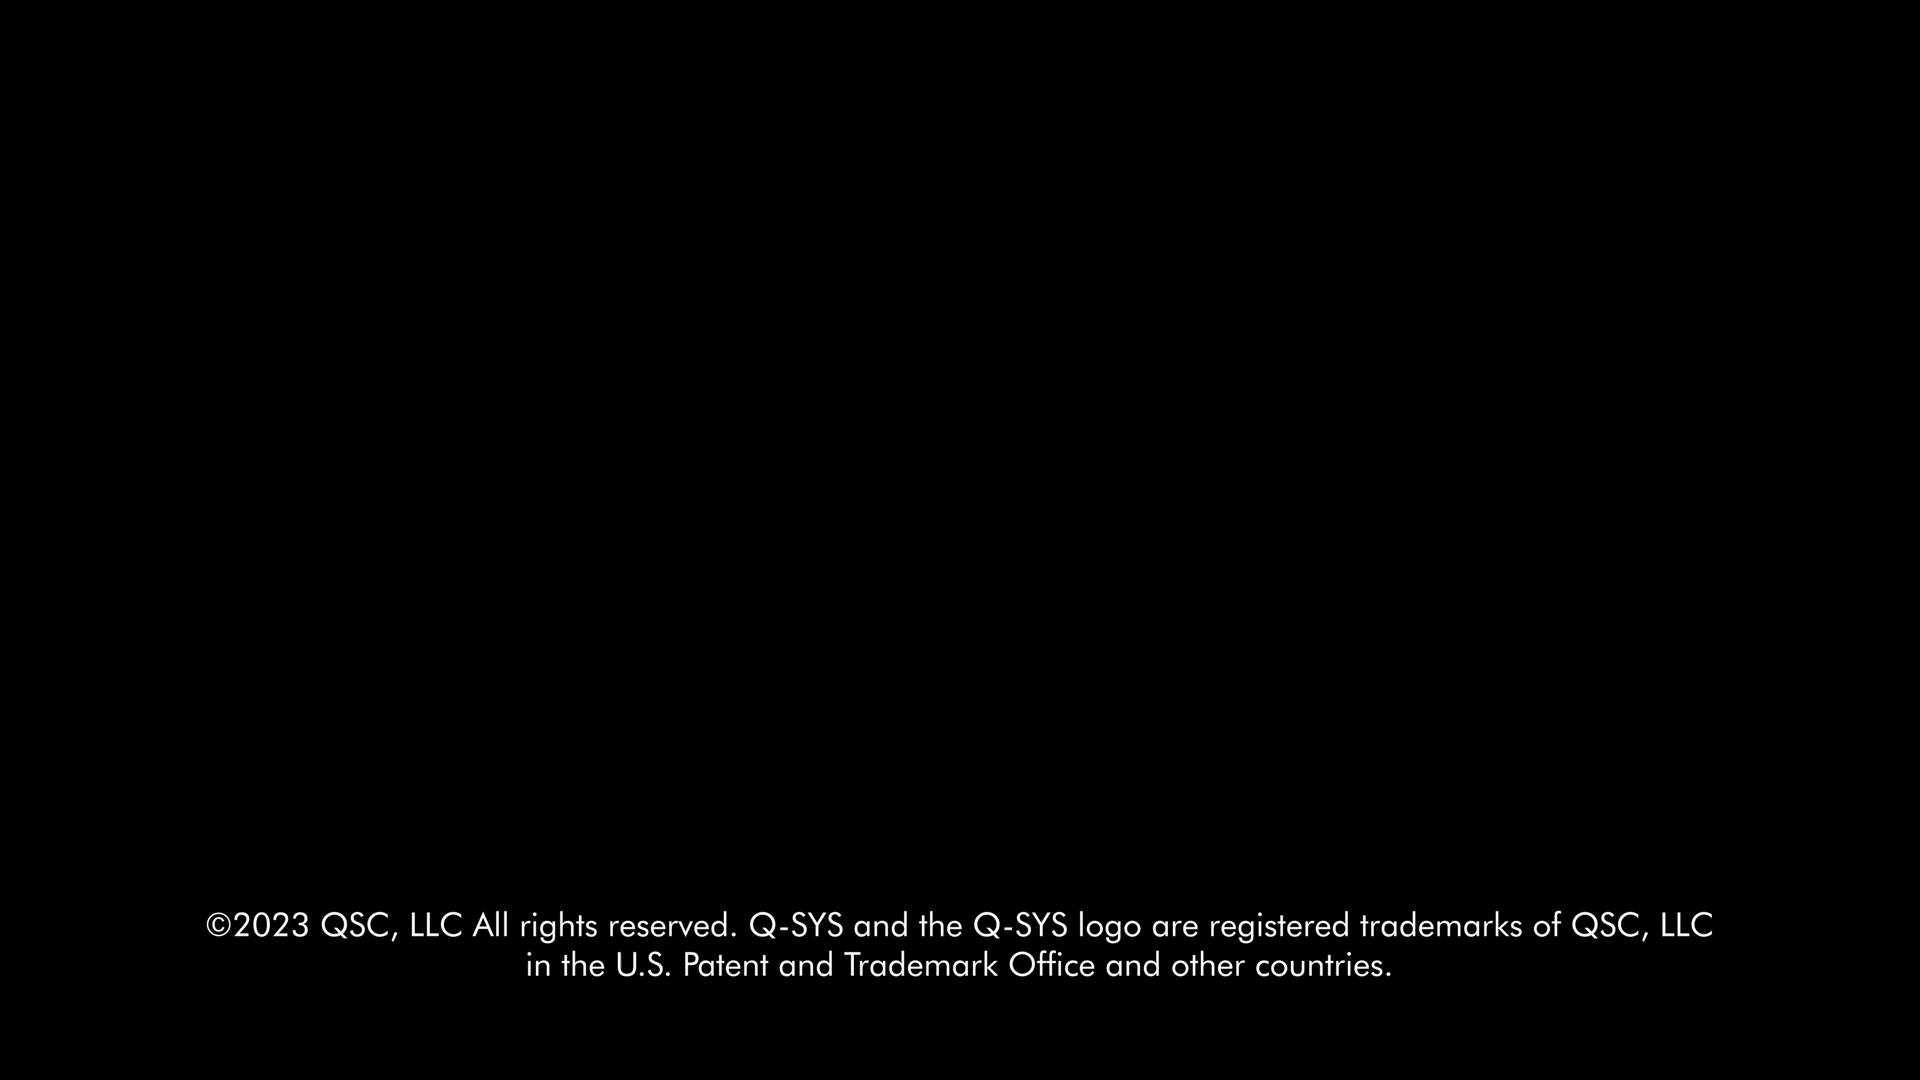 ©2023 QSC, LLC All rights reserved. Q-SYS and the Q-SYS logo are registered trademarks of QSC, LLC
in the U.S. Patent and Trademark Office and other countries.